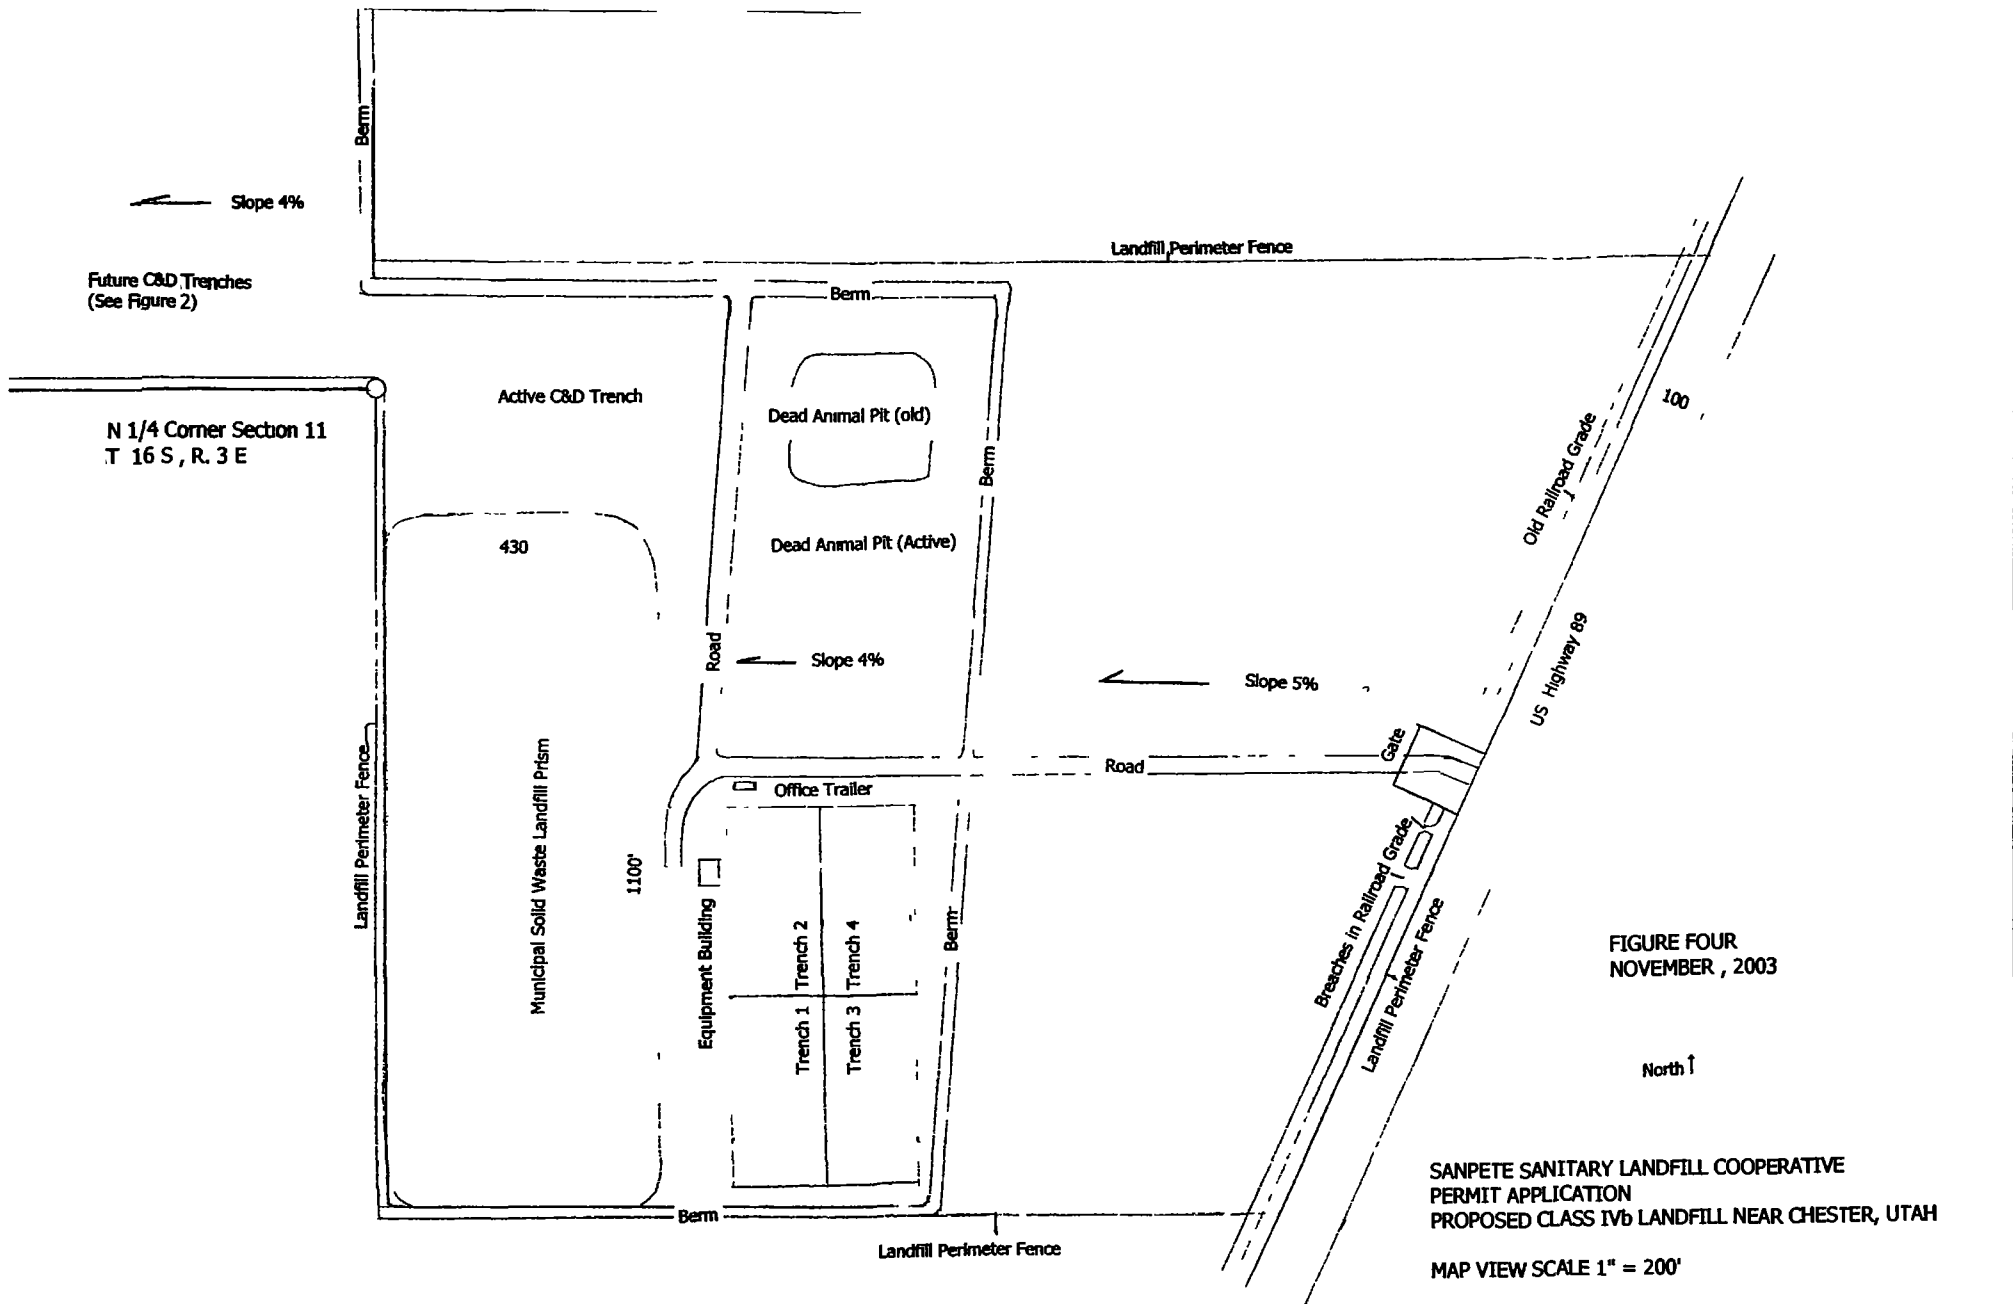 Berm
Slope 4%
Landfill Perimeter Fence
Future C&D Trenches
(See Figure 2)
Berm
Active C&D Trench
Dead Animal Pit (old)
100
N 1/4 Corner Section 11
T 16 S , R. 3 E
Berm
Old Railroad Grade
430
Dead Animal Pit (Active)
Road
Slope 4%
Slope 5%
US Highway 89
Gate
Road
Landfill Perimeter Fence
Municipal Solid Waste Landfill Prism
Office Trailer
1100'
Equipment Building
Trench 2
Trench 4
Trench 1
Trench 3
Berm
Breaches in Railroad Grade
Landfill Perimeter Fence
FIGURE FOUR
NOVEMBER , 2003
North
Berm
Landfill Perimeter Fence
SANPETE SANITARY LANDFILL COOPERATIVE
PERMIT APPLICATION
PROPOSED CLASS IVb LANDFILL NEAR CHESTER, UTAH
MAP VIEW SCALE 1" = 200'